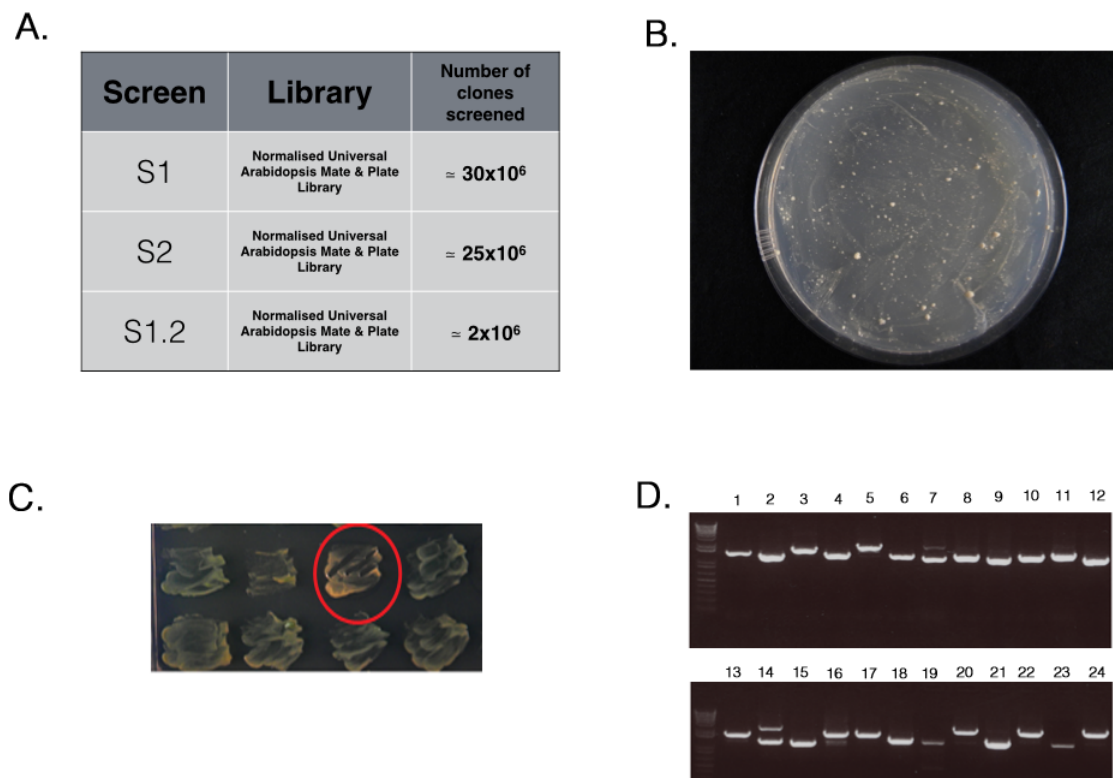 A.
Screen
Library
Number of
clones
screened
S1
Normalised Universal
Arabidopsis Mate & Plate
Library
≃ 30x10⁶
S2
Normalised Universal
Arabidopsis Mate & Plate
Library
≃ 25x10⁶
S1.2
Normalised Universal
Arabidopsis Mate & Plate
Library
≃ 2x10⁶
B.
C.
D.
1 2 3 4 5 6 7 8 9 10 11 12
13 14 15 16 17 18 19 20 21 22 23 24